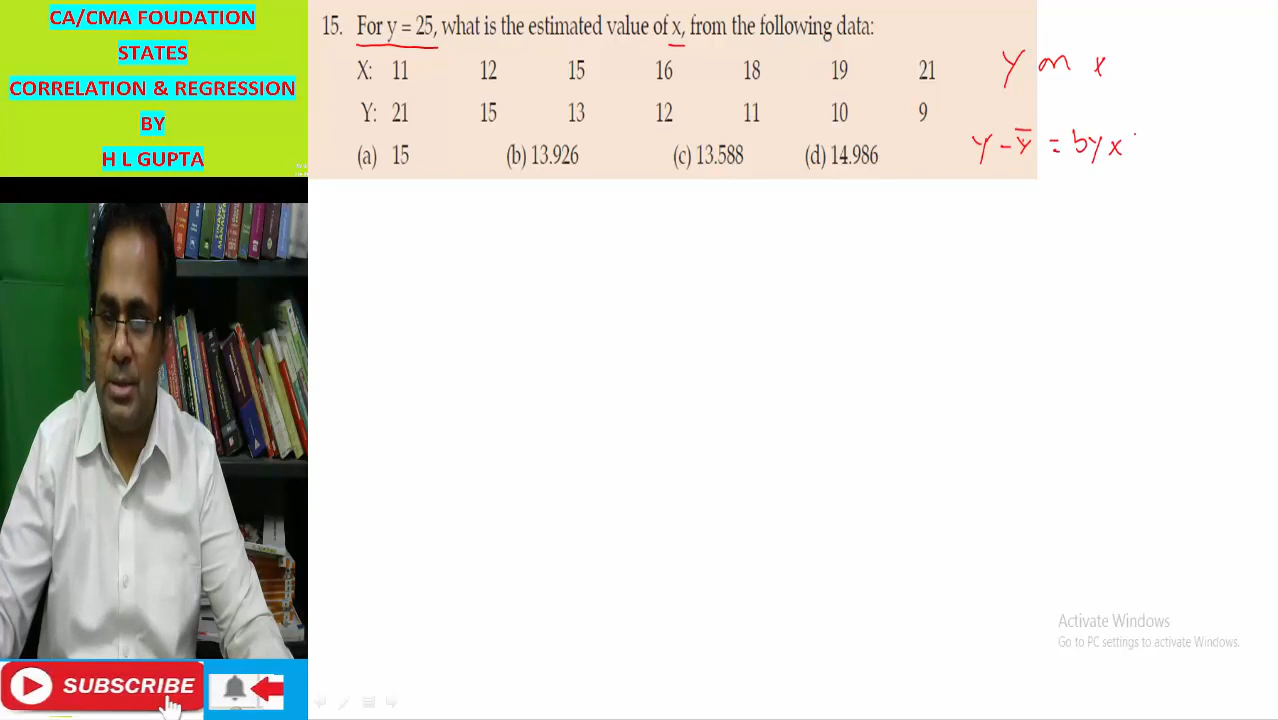 CA/CMA FOUDATION
STATES
CORRELATION & REGRESSION
BY
H L GUPTA
15. For y = 25, what is the estimated value of x, from the following data:
X: 11 12 15 16 18 19 21
Y: 21 15 13 12 11 10 9
(a) 15 (b) 13.926 (c) 13.588 (d) 14.986
Y on x
y - y̅ = byx
Activate Windows
Go to PC settings to activate Windows.
SUBSCRIBE